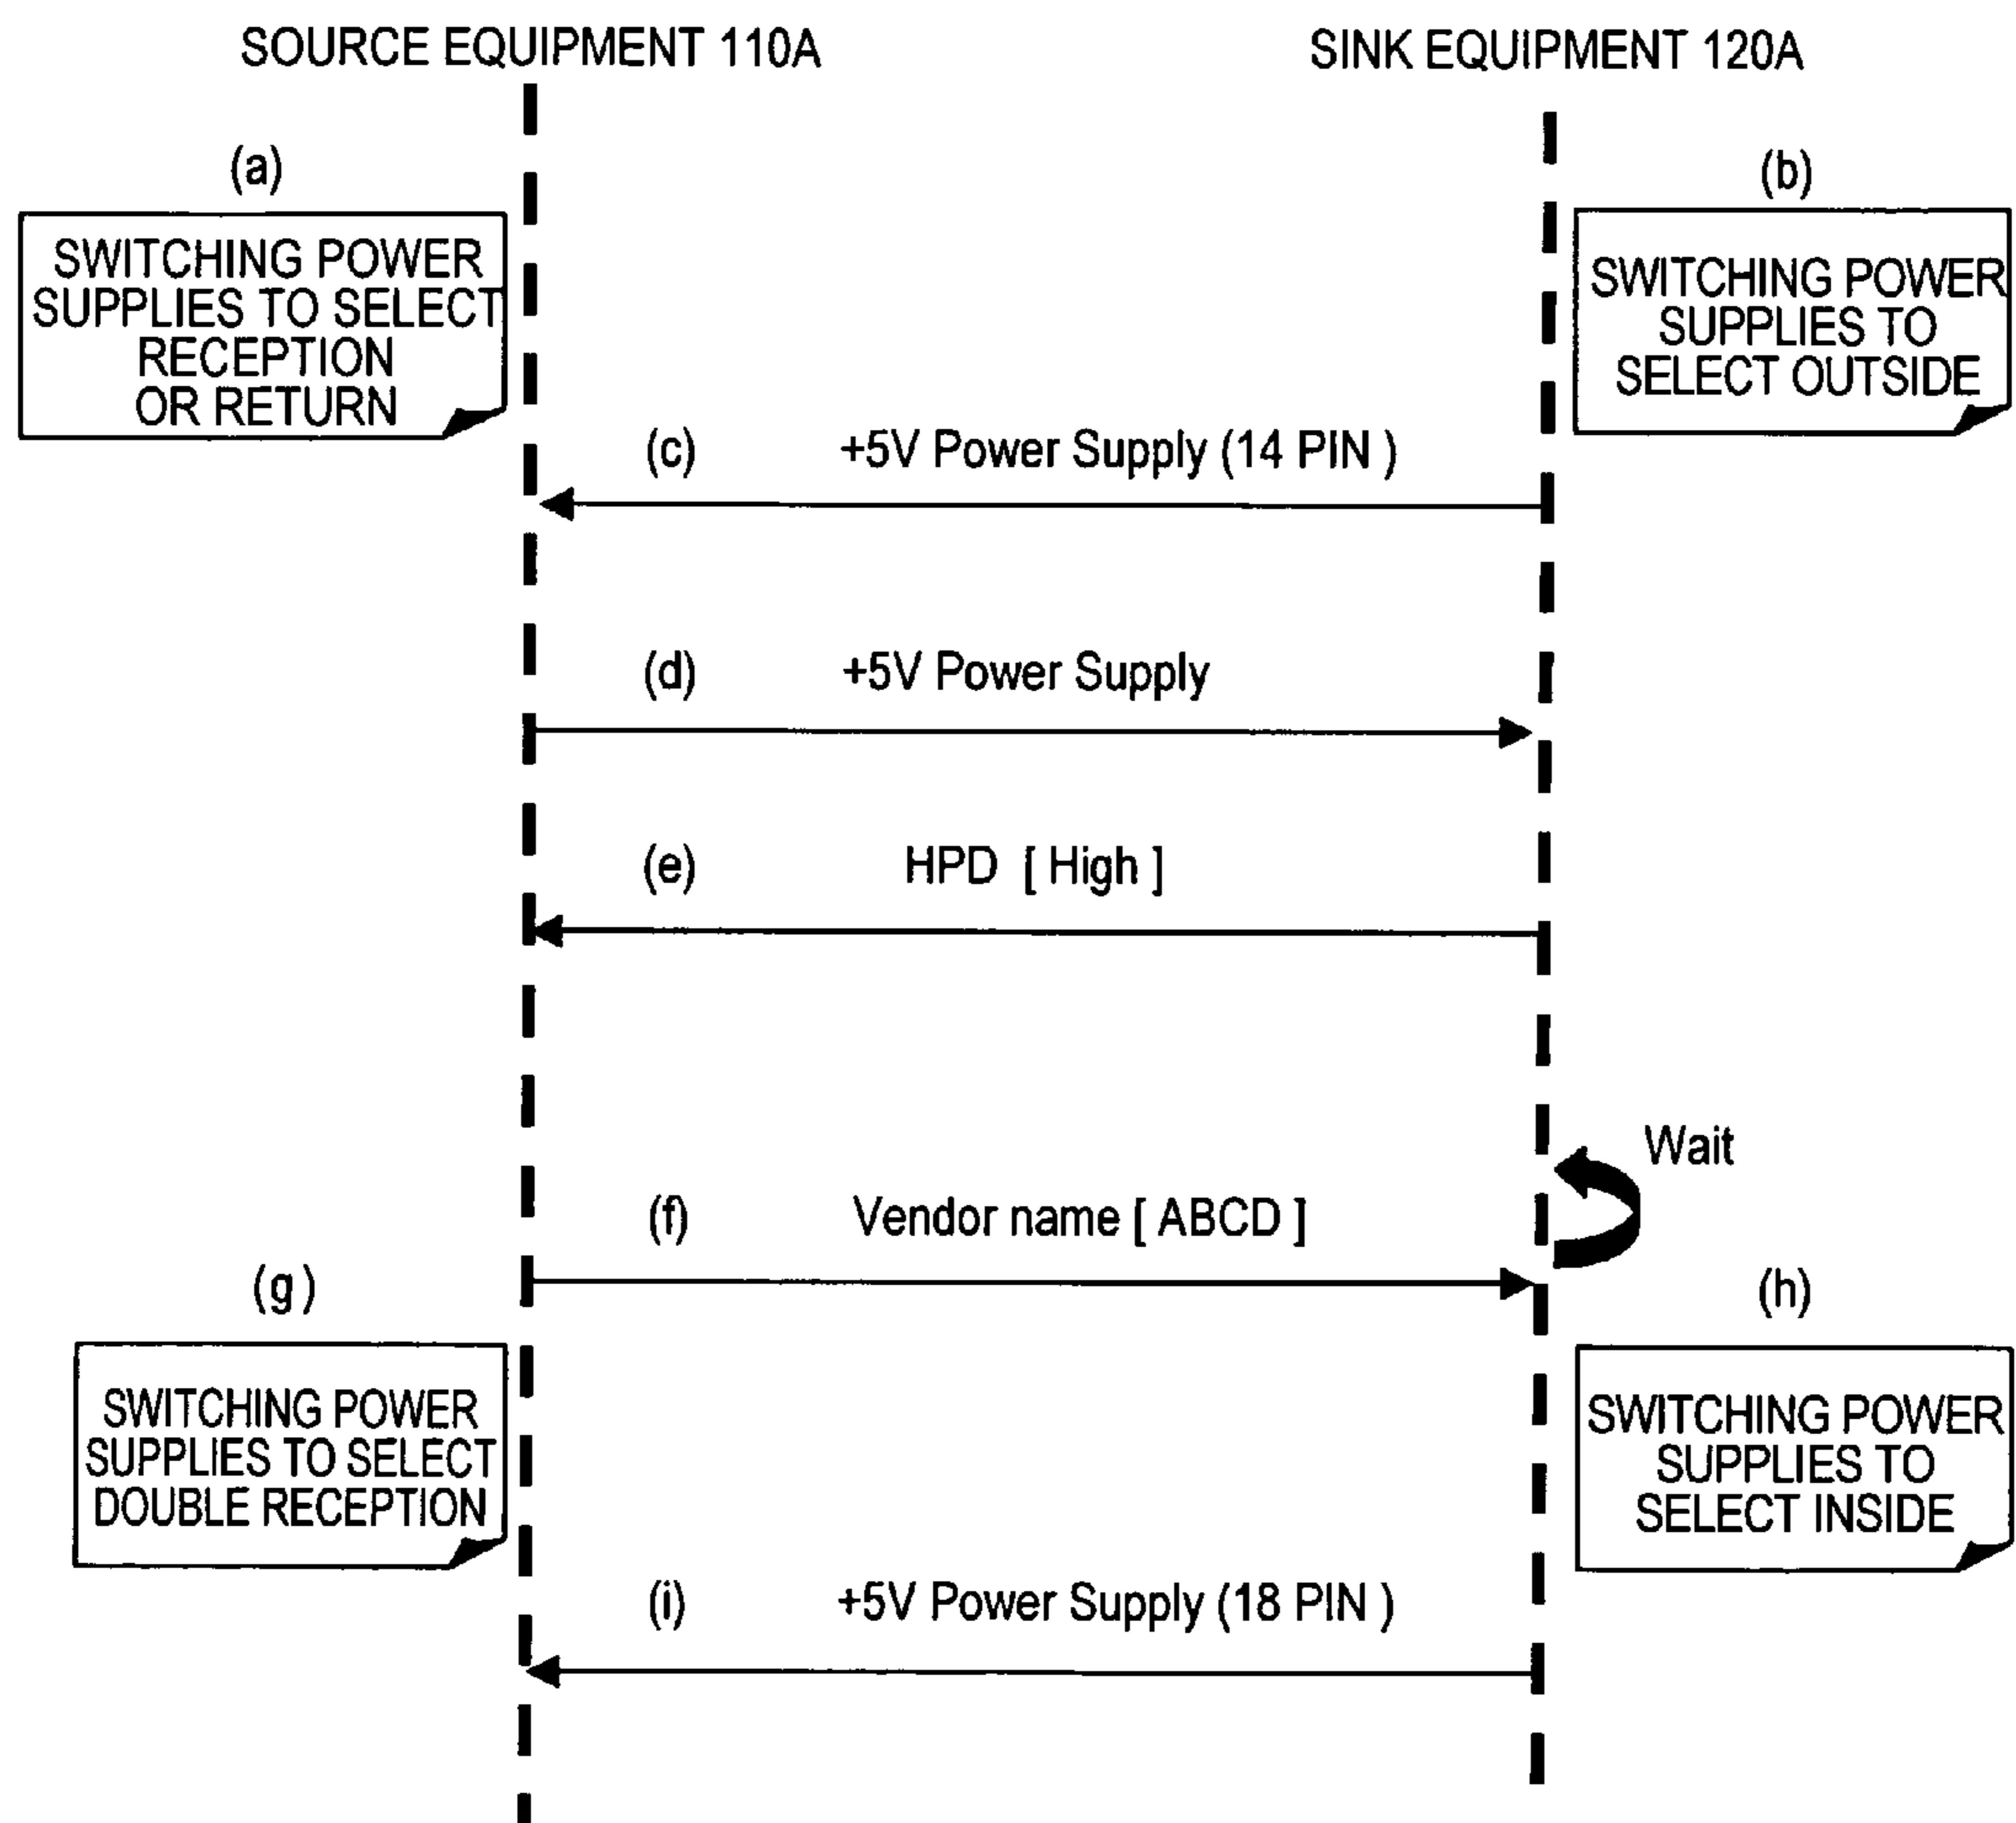 SOURCE EQUIPMENT 110A
SINK EQUIPMENT 120A
(a)
SWITCHING POWER
SUPPLIES TO SELECT
RECEPTION
OR RETURN
(b)
SWITCHING POWER
SUPPLIES TO
SELECT OUTSIDE
(c) +5V Power Supply (14 PIN )
(d) +5V Power Supply
(e) HPD [ High ]
Wait
(f) Vendor name [ ABCD ]
(g )
SWITCHING POWER
SUPPLIES TO SELECT
DOUBLE RECEPTION
(h)
SWITCHING POWER
SUPPLIES TO
SELECT INSIDE
(i) +5V Power Supply (18 PIN )